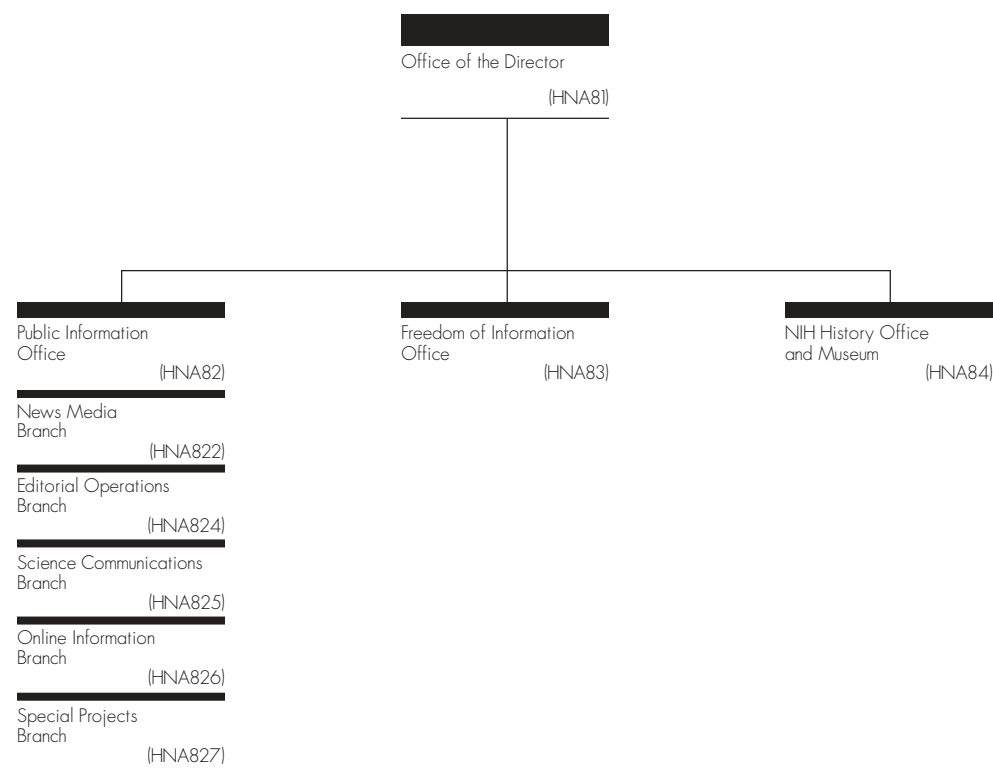 Office of the Director
(HNA81)
Public Information
Office
(HNA82)
News Media
Branch
(HNA822)
Editorial Operations
Branch
(HNA824)
Science Communications
Branch
(HNA825)
Online Information
Branch
(HNA826)
Special Projects
Branch
(HNA827)
Freedom of Information
Office
(HNA83)
NIH History Office
and Museum
(HNA84)